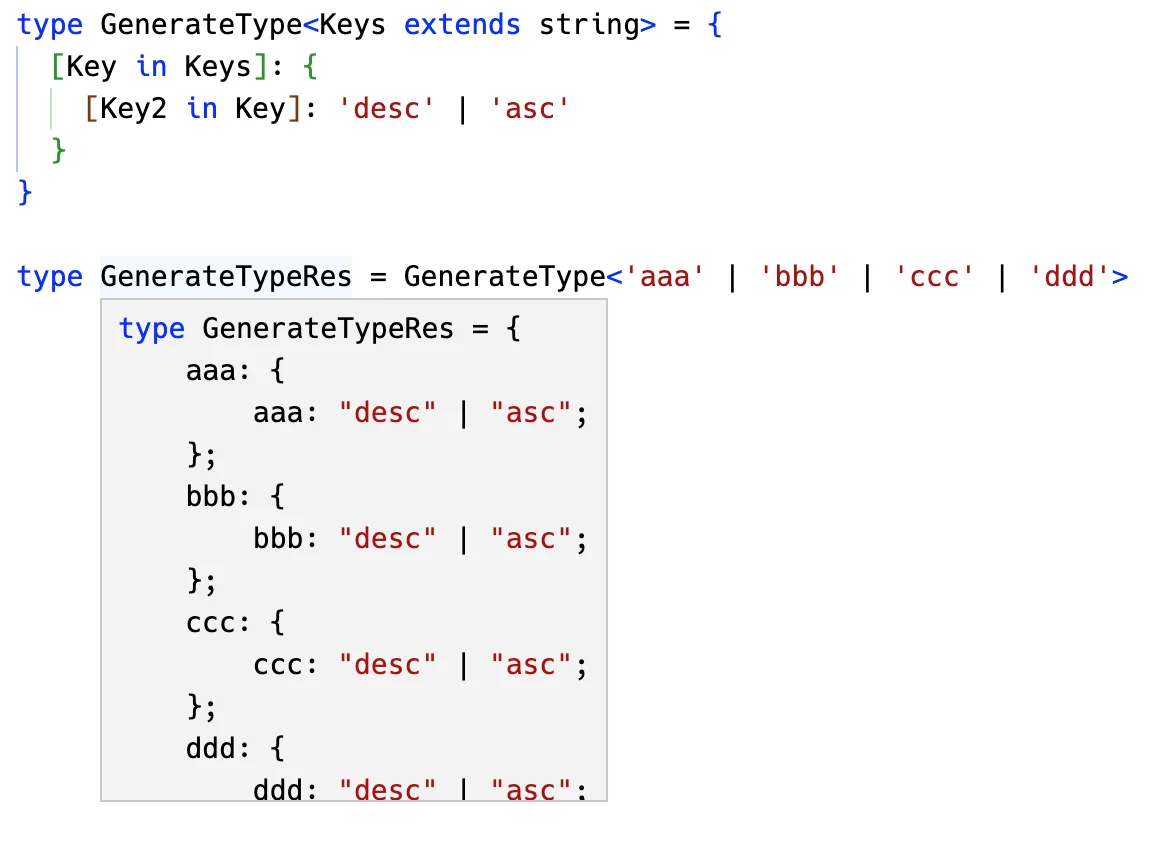 type GenerateType<Keys extends string> = {
[Key in Keys]: {
[Key2 in Key]: 'desc' | 'asc'
}
}
type GenerateTypeRes = GenerateType<'aaa' | 'bbb' | 'ccc' | 'ddd'>
type GenerateTypeRes = {
aaa: {
aaa: "desc" | "asc";
};
bbb: {
bbb: "desc" | "asc";
};
ccc: {
ccc: "desc" | "asc";
};
ddd: {
ddd: "desc" | "asc";